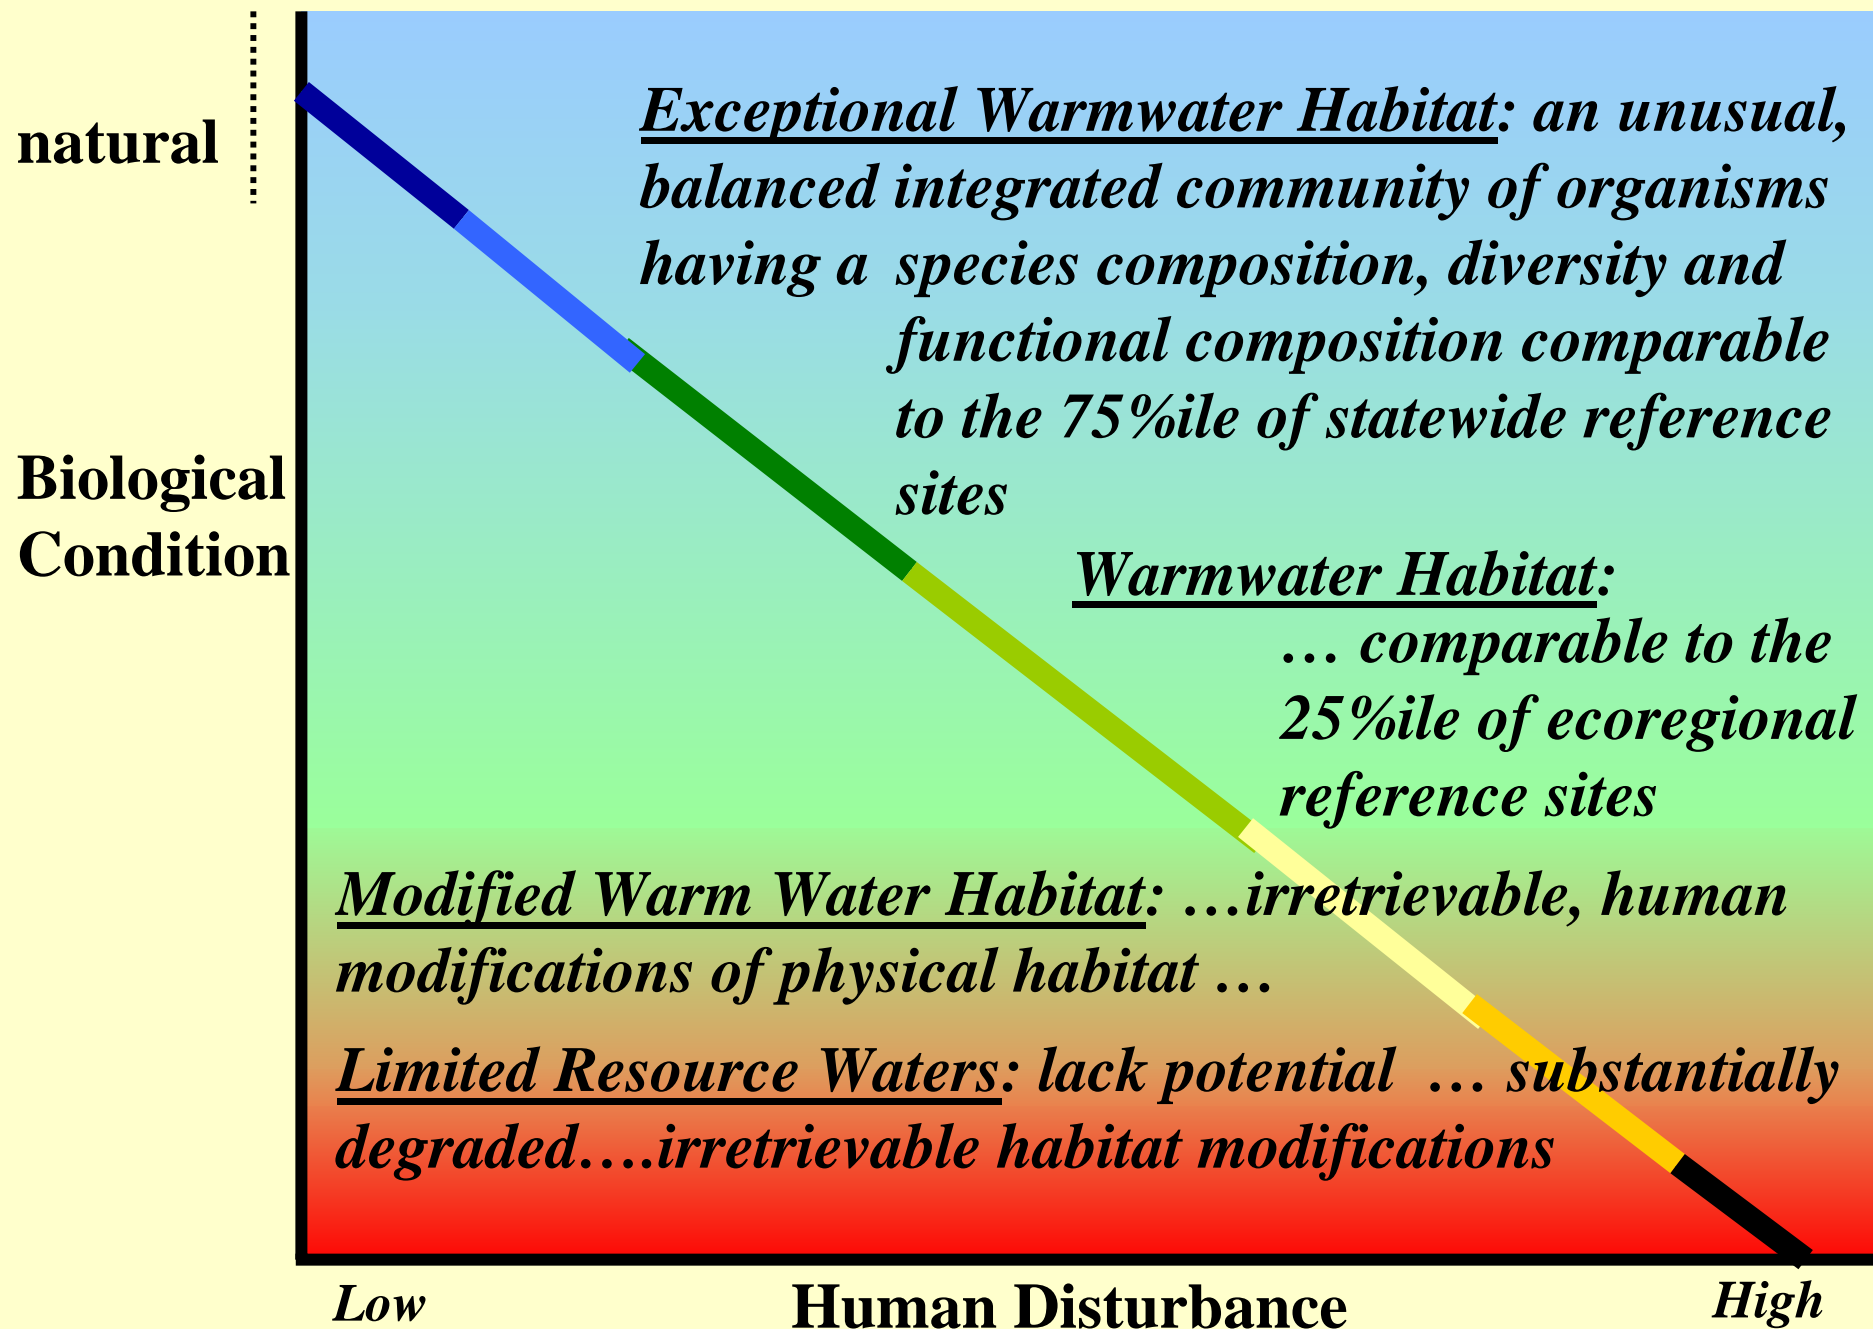 natural
Biological
Condition
Exceptional Warmwater Habitat: an unusual,
balanced integrated community of organisms
having a species composition, diversity and
functional composition comparable
to the 75%ile of statewide reference
sites
Warmwater Habitat:
… comparable to the
25%ile of ecoregional
reference sites
Modified Warm Water Habitat: …irretrievable, human
modifications of physical habitat …
Limited Resource Waters: lack potential … substantially
degraded….irretrievable habitat modifications
Low
Human Disturbance
High